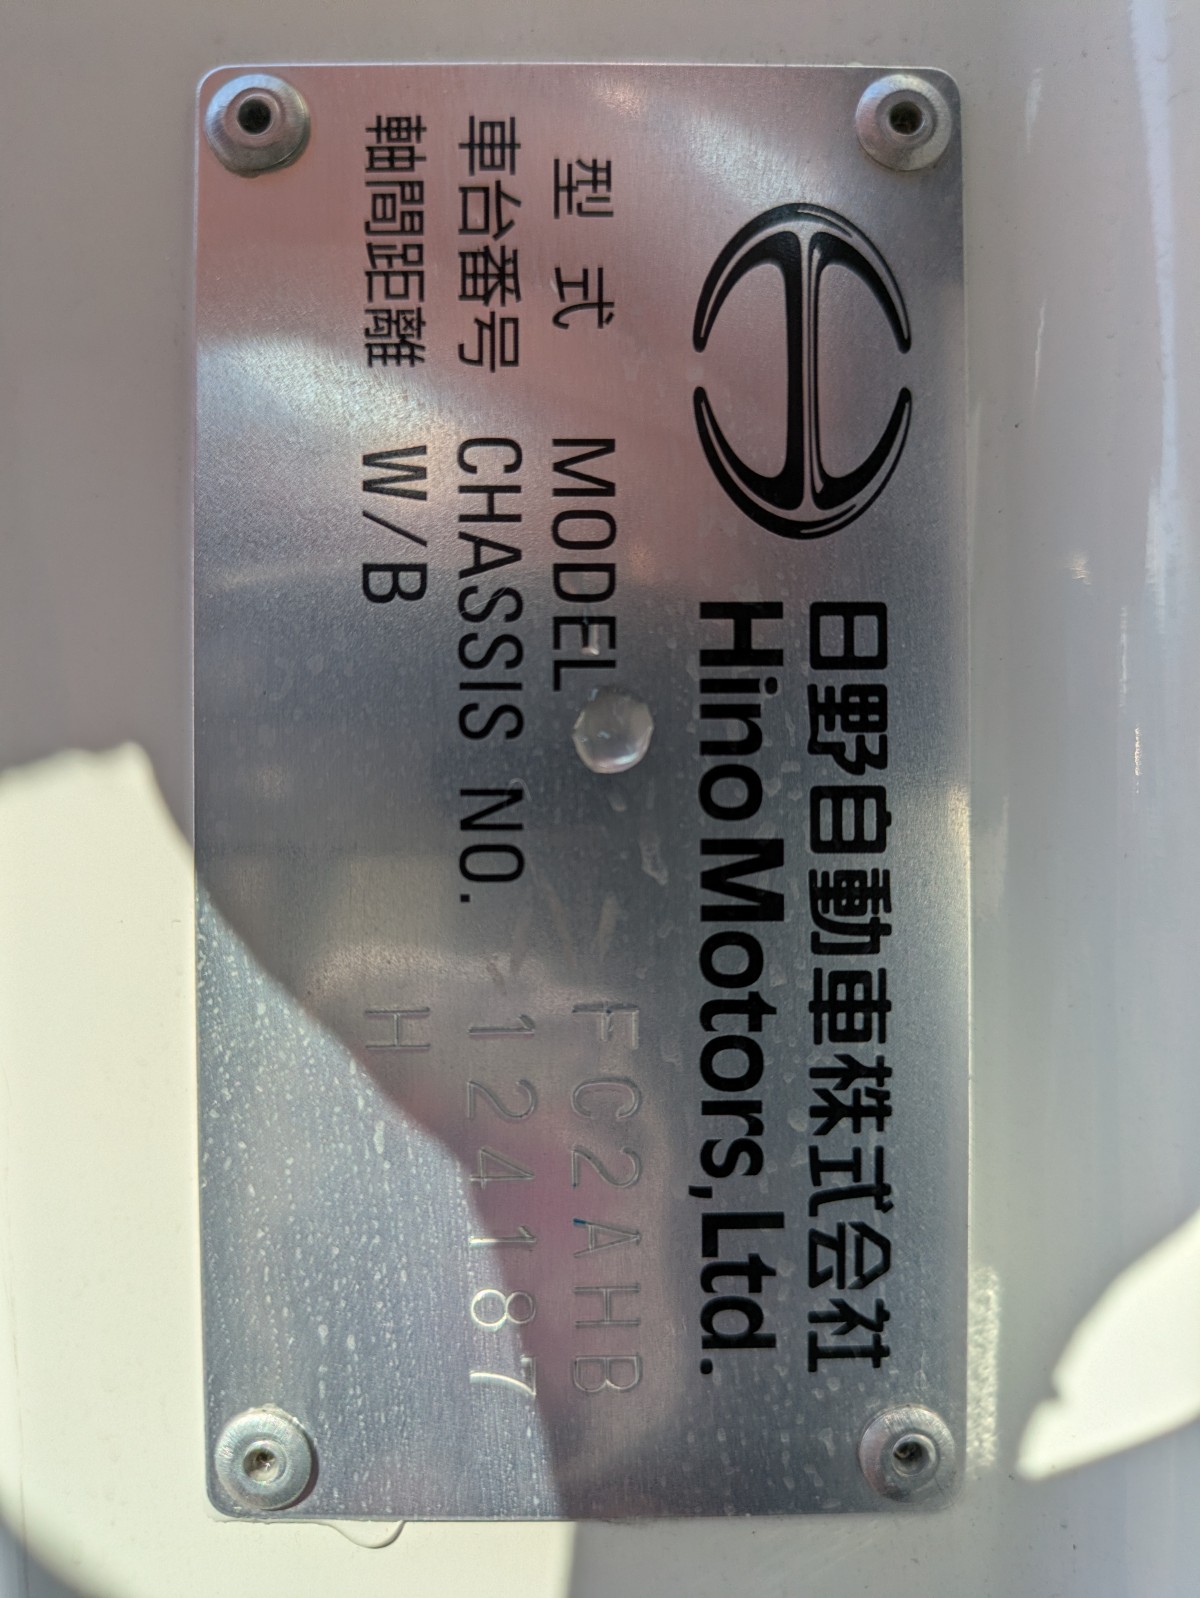 日野自動車株式会社
Hino Motors, Ltd.
型式 MODEL FC2AHB
車台番号 CHASSIS NO. 124187
軸間距離 W/B H